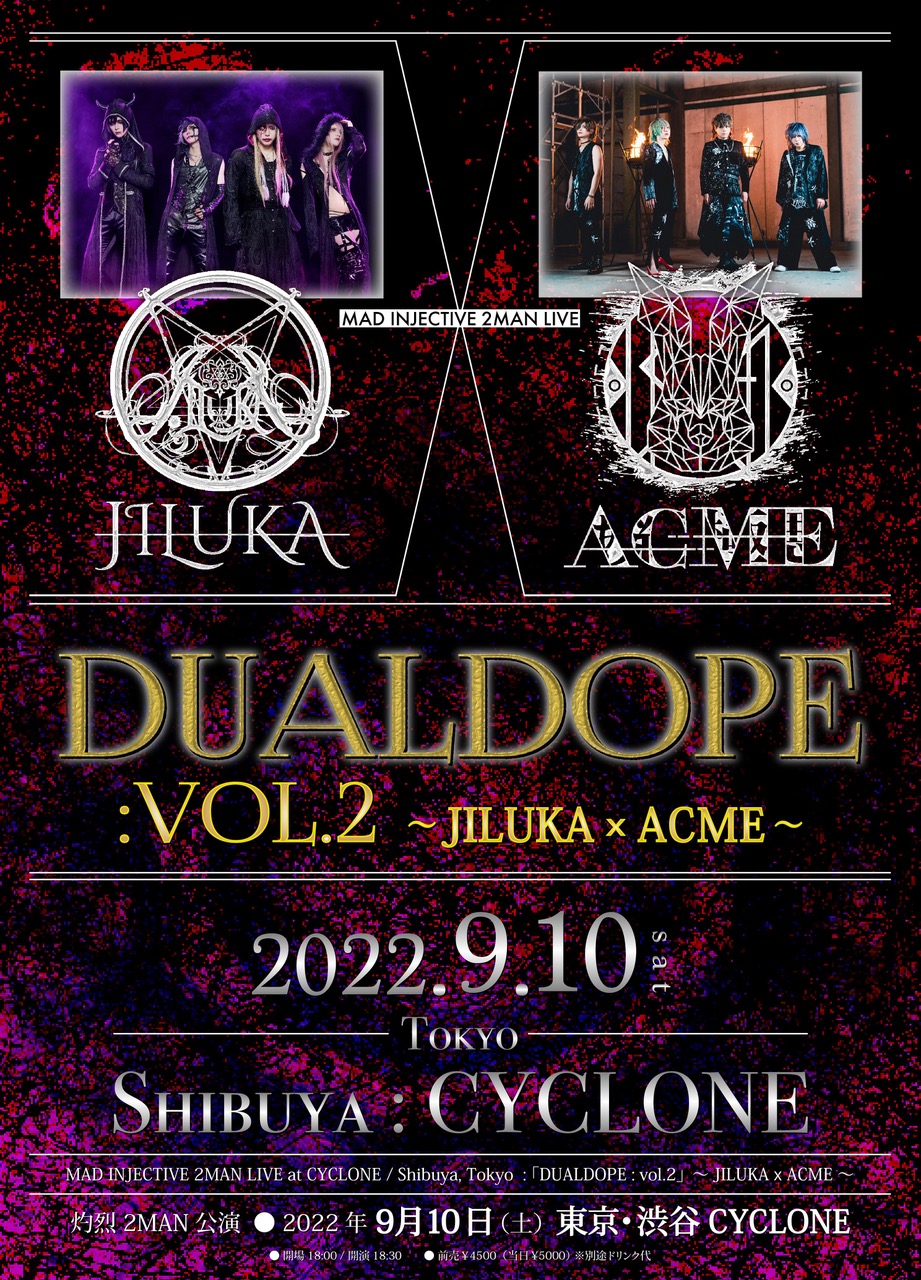 MAD INJECTIVE 2MAN LIVE
JILUKA
ACME
DUALDOPE
:VOL.2 ～JILUKA x ACME～
2022.9.10 sat
TOKYO
SHIBUYA : CYCLONE
MAD INJECTIVE 2MAN LIVE at CYCLONE / Shibuya, Tokyo :「DUALDOPE : vol.2」～ JILUKA x ACME ～
灼烈 2MAN 公演 ● 2022 年 9月10日（土） 東京・渋谷 CYCLONE
● 開場 18:00 / 開演 18:30 ● 前売￥4500（当日￥5000）※別途ドリンク代